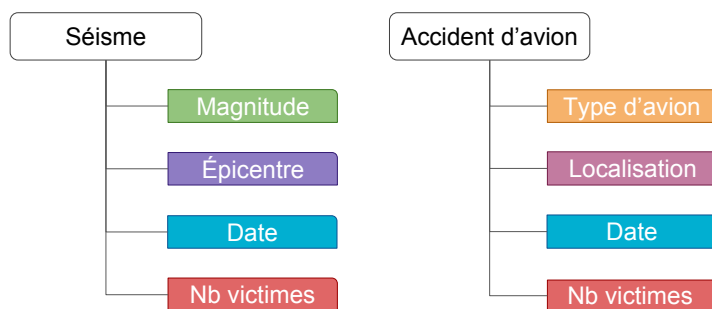 Séisme
Magnitude
Épicentre
Date
Nb victimes
Accident d’avion
Type d’avion
Localisation
Date
Nb victimes